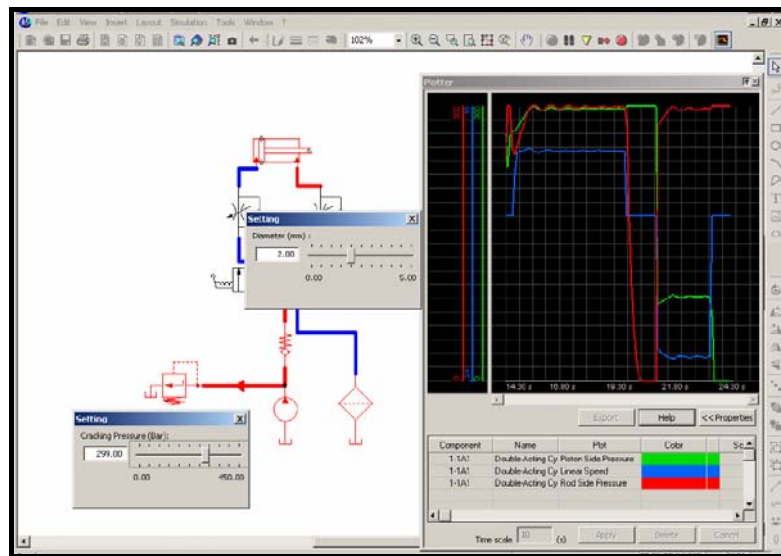 File Edit View Insert Layout Simulation Tools Window ?
102%
Plotter
300
300
14.30 s 16.80 s 19.30 s 21.80 s 24.30 s
Setting
Diameter (mm) :
2.00
0.00 5.00
Setting
Cracking Pressure (Bar):
299.00
0.00 450.00
Export Help <<Properties
Component Name Plot Color
1-1A1 Double-Acting Cy Piston Side Pressure
1-1A1 Double-Acting Cy Linear Speed
1-1A1 Double-Acting Cy Rod Side Pressure
Time scale 10 (s) Apply Delete Cancel